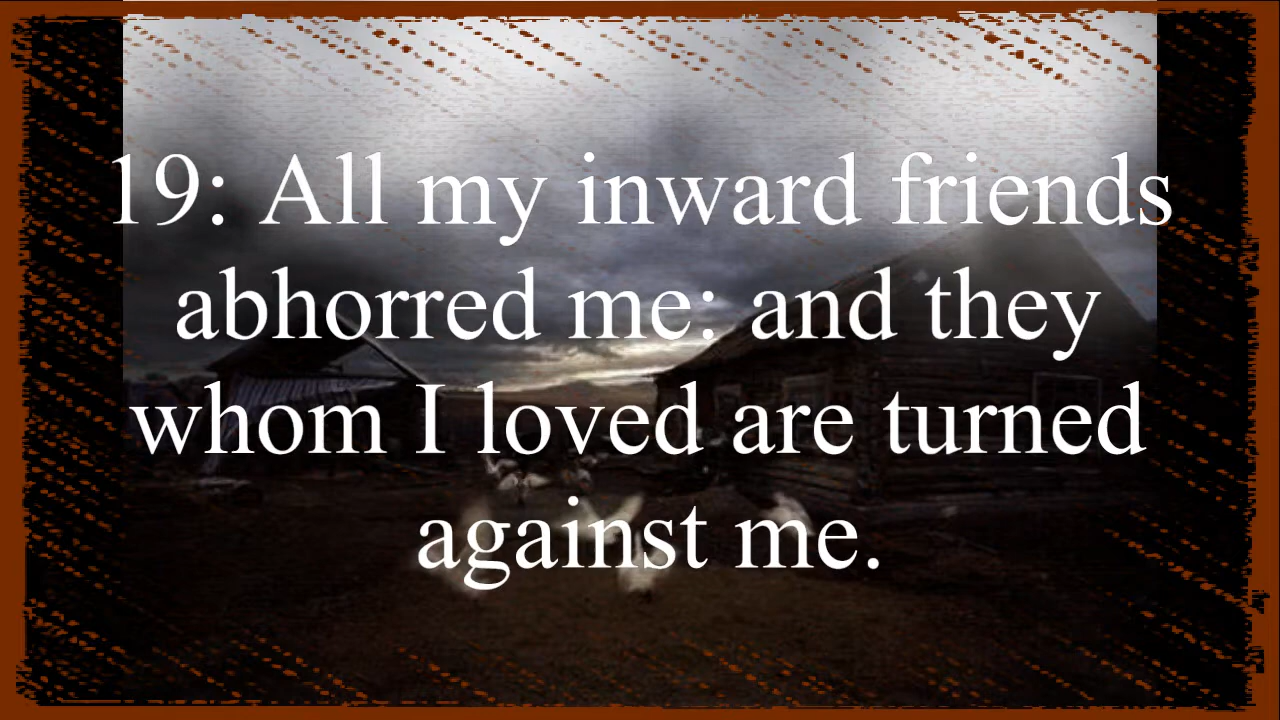 19: All my inward friends
abhorred me: and they
whom I loved are turned
against me.